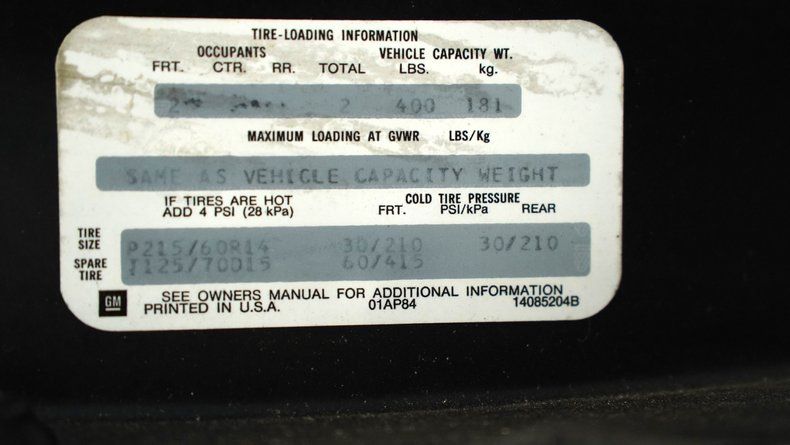 TIRE-LOADING INFORMATION
OCCUPANTS VEHICLE CAPACITY WT.
FRT. CTR. RR. TOTAL LBS. kg.
2 2 400 181
MAXIMUM LOADING AT GVWR LBS/Kg
SAME AS VEHICLE CAPACITY WEIGHT
IF TIRES ARE HOT COLD TIRE PRESSURE
ADD 4 PSI (28 kPa) FRT. PSI/kPa REAR
TIRE
SIZE P215/60R14 30/210 30/210
SPARE T125/70D15 60/415
TIRE
GM SEE OWNERS MANUAL FOR ADDITIONAL INFORMATION
PRINTED IN U.S.A. 01AP84 14085204B